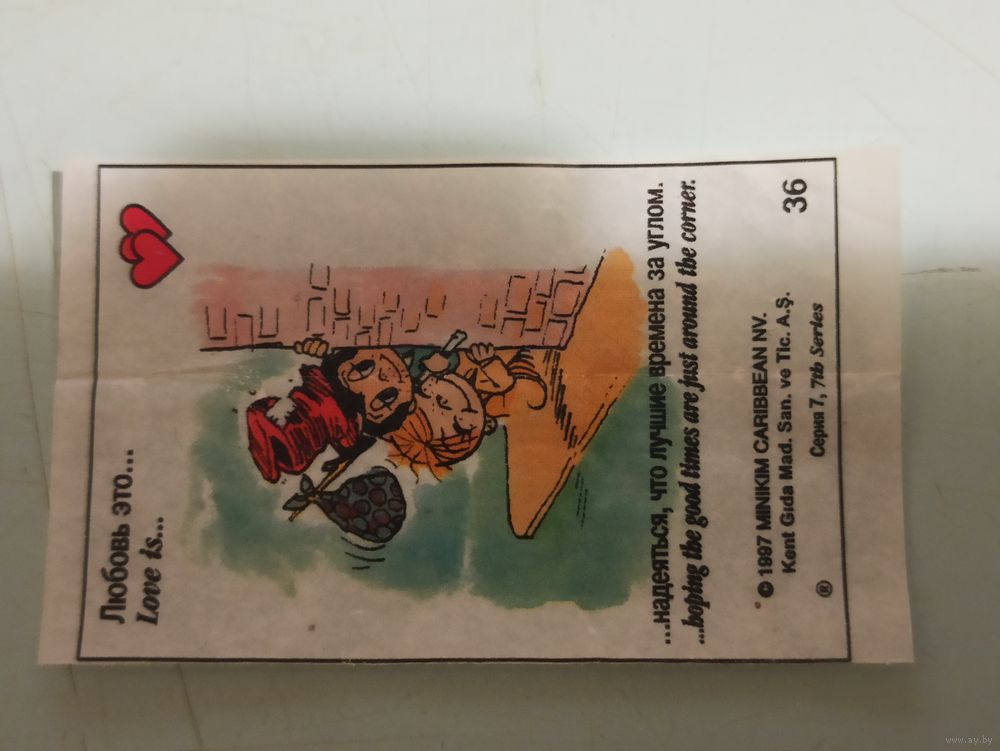 Любовь это...
Love is...
...надеяться, что лучшие времена за углом.
...hoping the good times are just around the corner.
© 1997 MINIKIM CARIBBEAN NV.
Kent Gıda Mad. San. ve Tic. A.Ş.
36
® Серия 7, 7th Series
www.ay.by